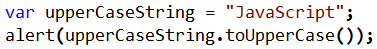 var upperCaseString = "JavaScript";
alert(upperCaseString.toUpperCase());